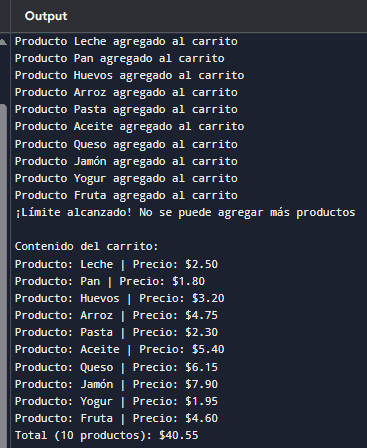 Output
Producto Leche agregado al carrito
Producto Pan agregado al carrito
Producto Huevos agregado al carrito
Producto Arroz agregado al carrito
Producto Pasta agregado al carrito
Producto Aceite agregado al carrito
Producto Queso agregado al carrito
Producto Jamón agregado al carrito
Producto Yogur agregado al carrito
Producto Fruta agregado al carrito
¡Límite alcanzado! No se puede agregar más productos
Contenido del carrito:
Producto: Leche | Precio: $2.50
Producto: Pan | Precio: $1.80
Producto: Huevos | Precio: $3.20
Producto: Arroz | Precio: $4.75
Producto: Pasta | Precio: $2.30
Producto: Aceite | Precio: $5.40
Producto: Queso | Precio: $6.15
Producto: Jamón | Precio: $7.90
Producto: Yogur | Precio: $1.95
Producto: Fruta | Precio: $4.60
Total (10 productos): $40.55